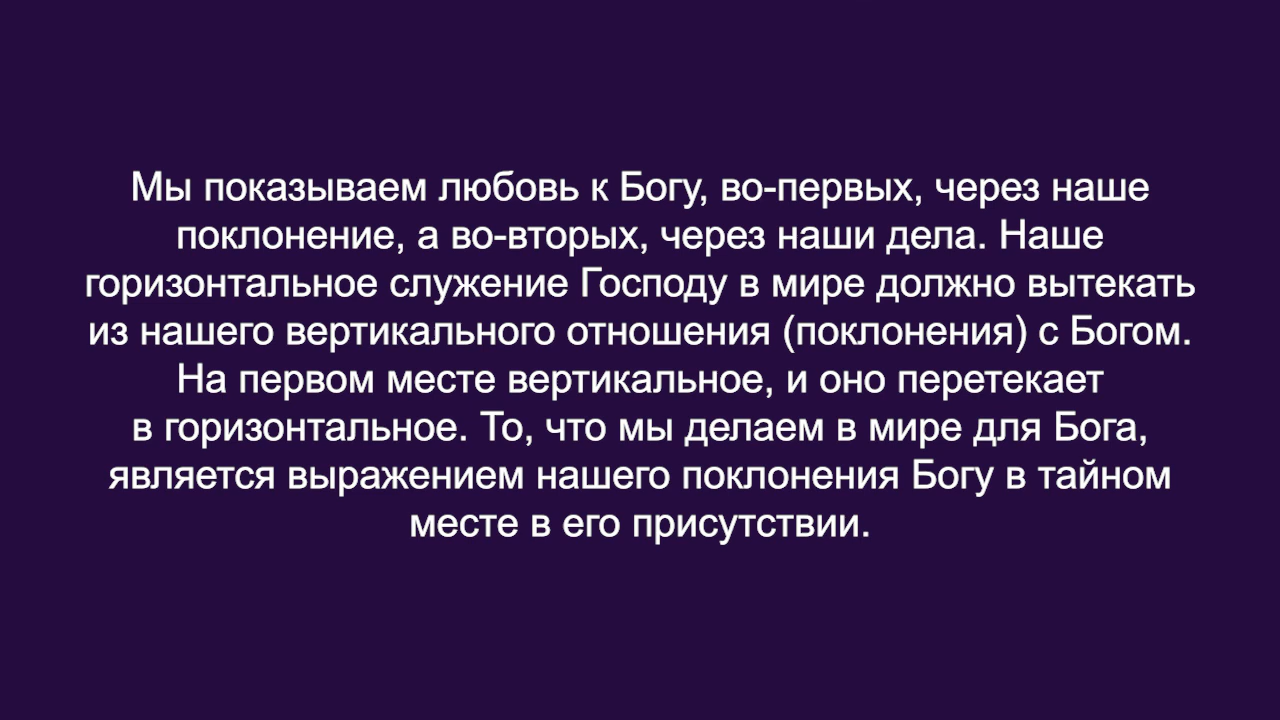 Мы показываем любовь к Богу, во-первых, через наше
поклонение, а во-вторых, через наши дела. Наше
горизонтальное служение Господу в мире должно вытекать
из нашего вертикального отношения (поклонения) с Богом.
На первом месте вертикальное, и оно перетекает
в горизонтальное. То, что мы делаем в мире для Бога,
является выражением нашего поклонения Богу в тайном
месте в его присутствии.